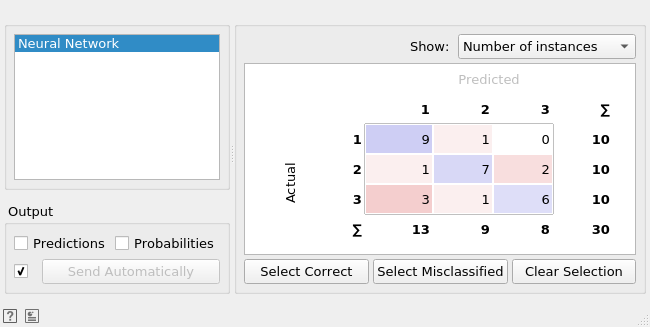 Neural Network
Show: Number of instances
Predicted
1 2 3 ∑
1 9 1 0 10
Actual
2 1 7 2 10
3 3 1 6 10
∑ 13 9 8 30
Output
Predictions Probabilities
Send Automatically
Select Correct Select Misclassified Clear Selection
?